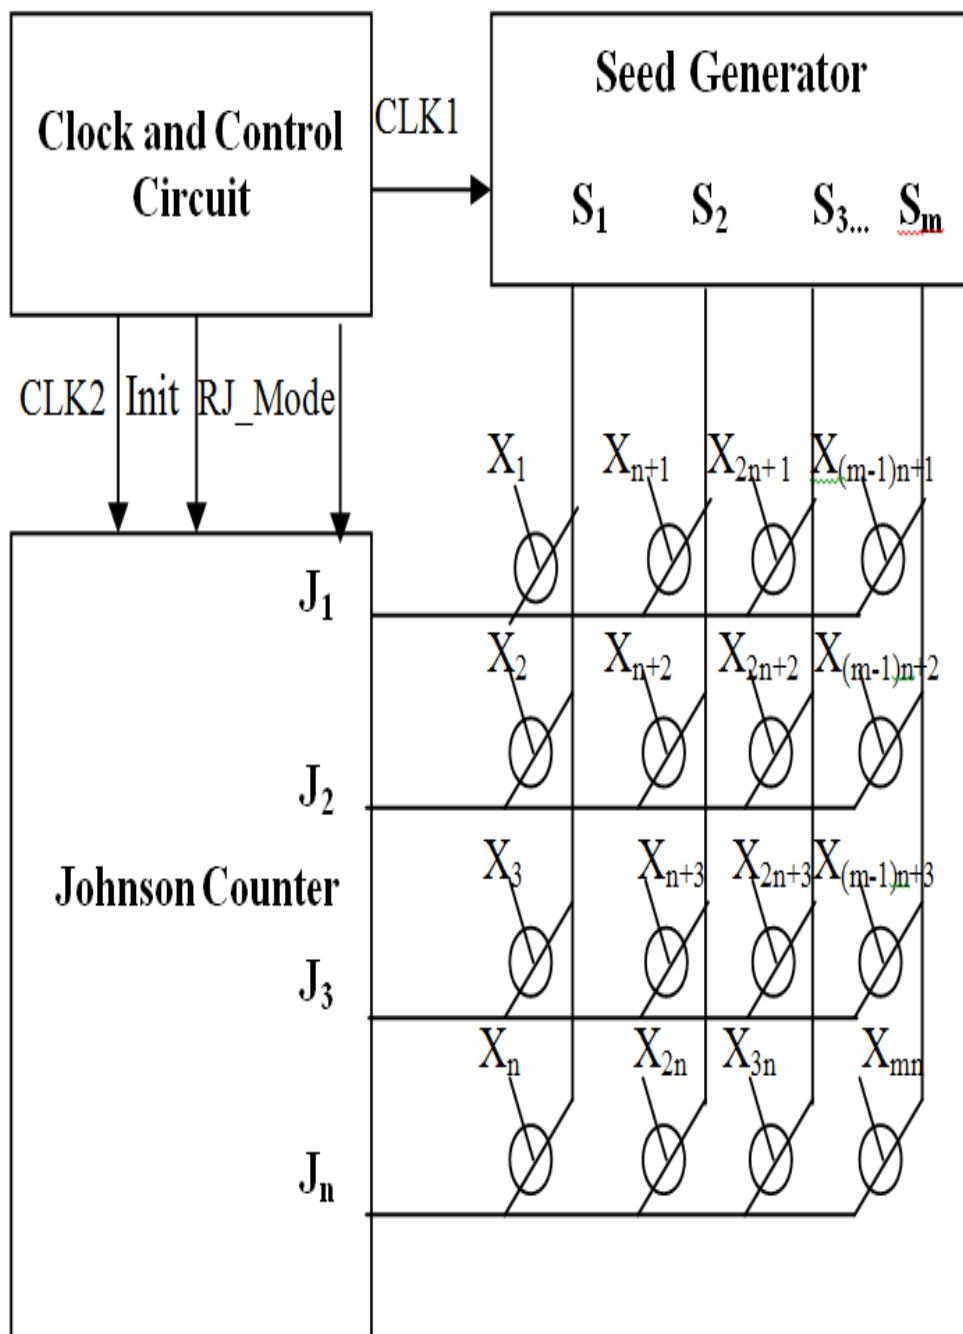 Clock and Control
Circuit
CLK1
Seed Generator
S1 S2 S3... Sm
CLK2 Init RJ_Mode
X1 Xn+1 X2n+1 X(m-1)n+1
J1
X2 Xn+2 X2n+2 X(m-1)n+2
J2
X3 Xn+3 X2n+3 X(m-1)n+3
Johnson Counter
J3
Xn X2n X3n Xmn
Jn